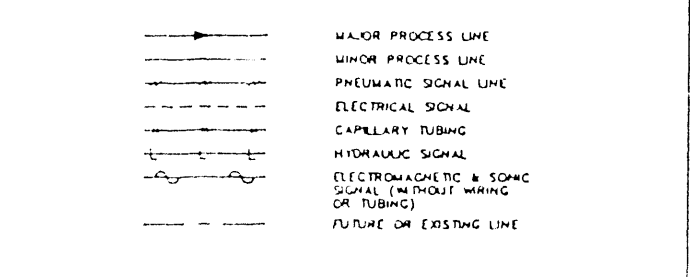 MAJOR PROCESS LINE
MINOR PROCESS LINE
PNEUMATIC SIGNAL LINE
ELECTRICAL SIGNAL
CAPILLARY TUBING
HYDRAULIC SIGNAL
ELECTROMAGNETIC & SONIC
SIGNAL (WITHOUT WIRING
OR TUBING)
FUTURE OR EXISTING LINE